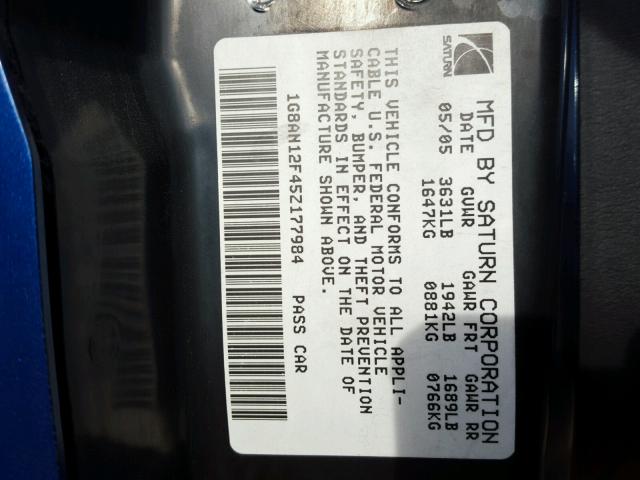 SATURN
MFD BY SATURN CORPORATION
DATE GVWR GAWR FRT GAWR RR
05/05 3631LB 1942LB 1689LB
1647KG 0881KG 0766KG
THIS VEHICLE CONFORMS TO ALL APPLI-
CABLE U.S. FEDERAL MOTOR VEHICLE
SAFETY, BUMPER, AND THEFT PREVENTION
STANDARDS IN EFFECT ON THE DATE OF
MANUFACTURE SHOWN ABOVE.
1G8AN12F45Z177984 PASS CAR